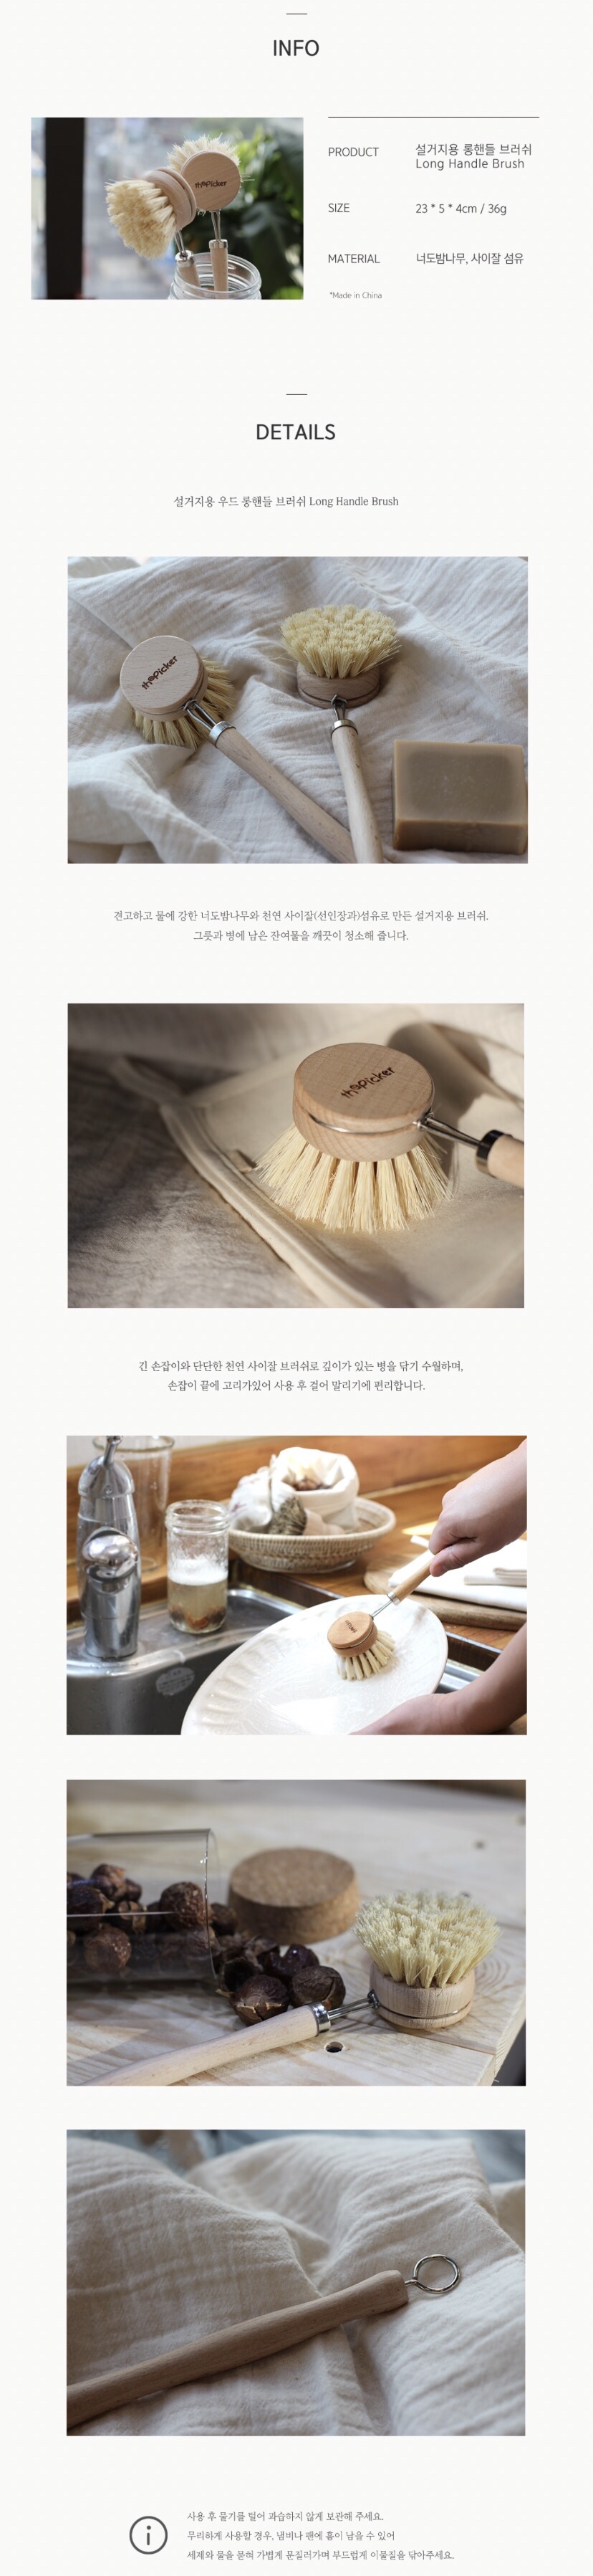 INFO
thepicker
PRODUCT
설거지용 롱핸들 브러쉬
Long Handle Brush
SIZE
23 * 5 * 4cm / 36g
MATERIAL
너도밤나무, 사이잘 섬유
*Made in China
DETAILS
설거지용 우드 롱핸들 브러쉬 Long Handle Brush
thepicker
견고하고 물에 강한 너도밤나무와 천연 사이잘(선인장과)섬유로 만든 설거지용 브러쉬.
그릇과 병에 남은 잔여물을 깨끗이 청소해 줍니다.
thepicker
긴 손잡이와 단단한 천연 사이잘 브러쉬로 깊이가 있는 병을 닦기 수월하며,
손잡이 끝에 고리가있어 사용 후 걸어 말리기에 편리합니다.
사용 후 물기를 털어 과습하지 않게 보관해 주세요.
무리하게 사용할 경우, 냄비나 팬에 흠이 남을 수 있어
세제와 물을 묻혀 가볍게 문질러가며 부드럽게 이물질을 닦아주세요.